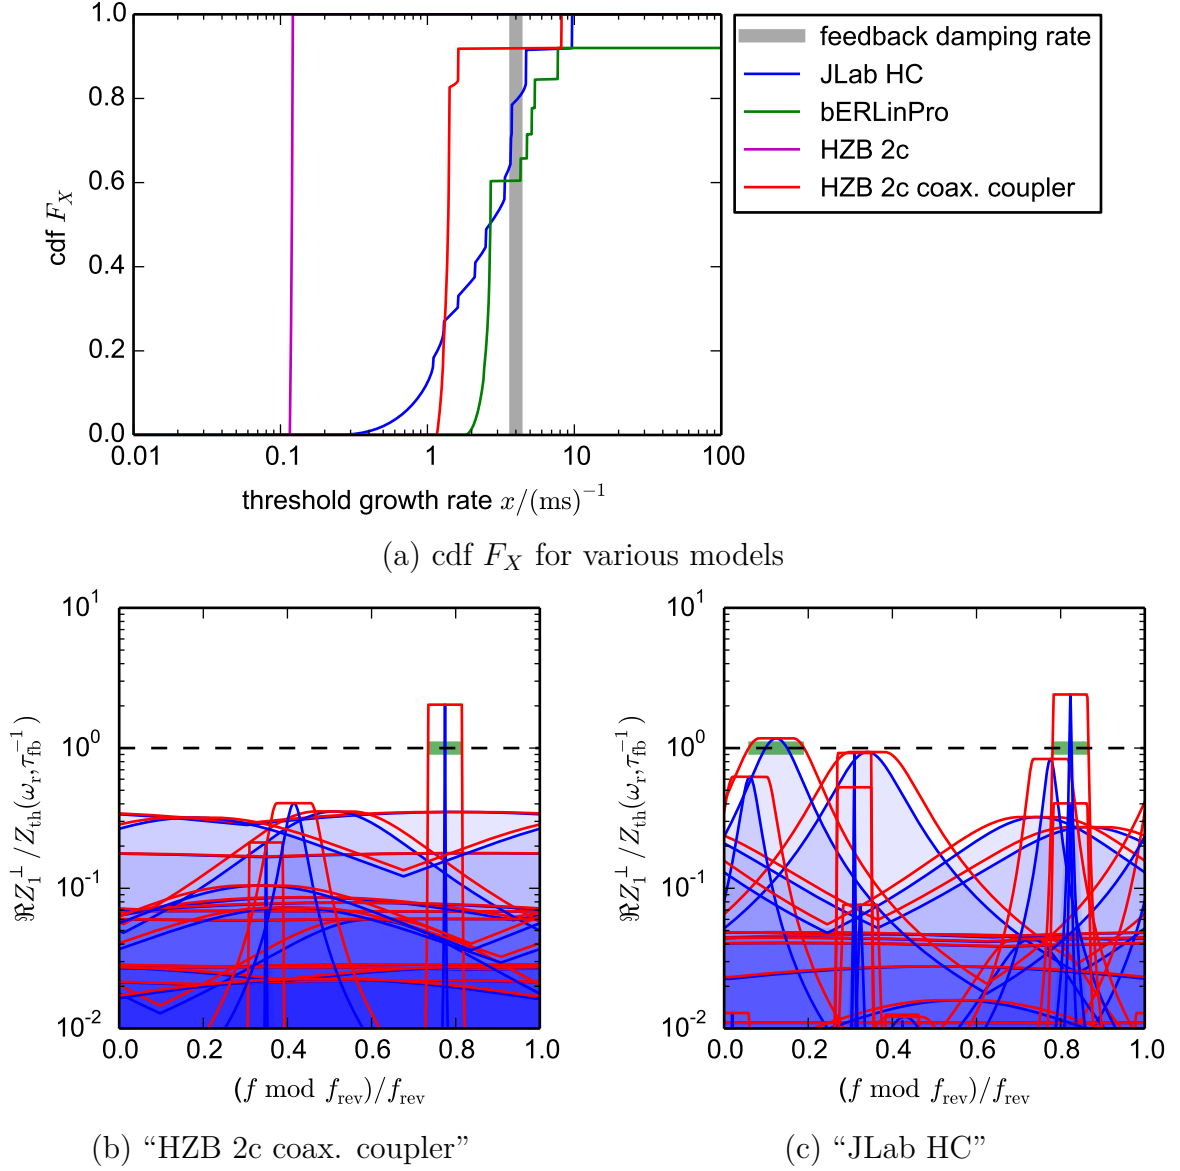 1.0
0.8
0.6
0.4
0.2
0.0
cdf F_X
0.01 0.1 1 10 100
threshold growth rate x/(ms)^{-1}
feedback damping rate
JLab HC
bERLinPro
HZB 2c
HZB 2c coax. coupler
(a) cdf F_X for various models
10^1
10^0
10^{-1}
10^{-2}
ℜZ_1^⊥/Z_th(ω_r,τ_fb^{-1})
0.0 0.2 0.4 0.6 0.8 1.0
(f mod f_rev)/f_rev
(b) “HZB 2c coax. coupler”
10^1
10^0
10^{-1}
10^{-2}
ℜZ_1^⊥/Z_th(ω_r,τ_fb^{-1})
0.0 0.2 0.4 0.6 0.8 1.0
(f mod f_rev)/f_rev
(c) “JLab HC”